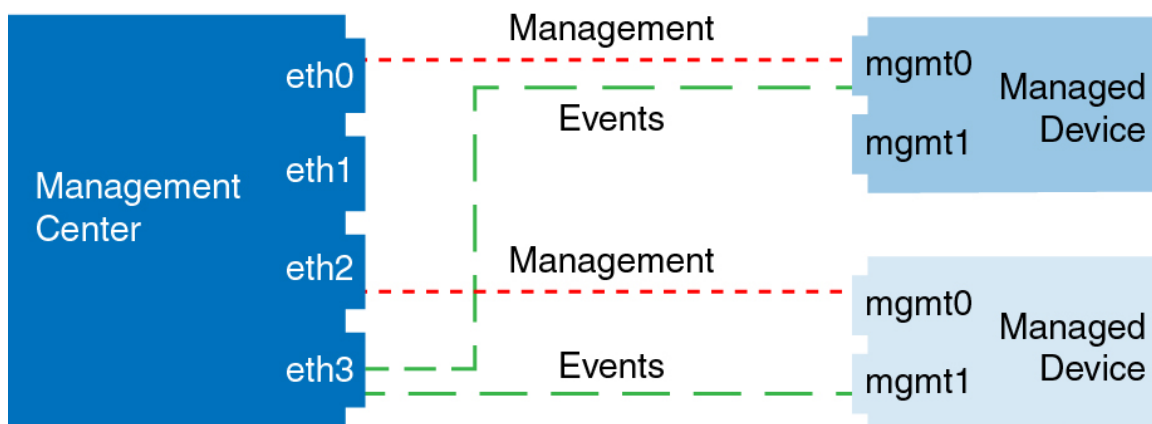 Management
Center
eth0
eth1
eth2
eth3
Management
Events
Management
Events
mgmt0
mgmt1
Managed
Device
mgmt0
mgmt1
Managed
Device